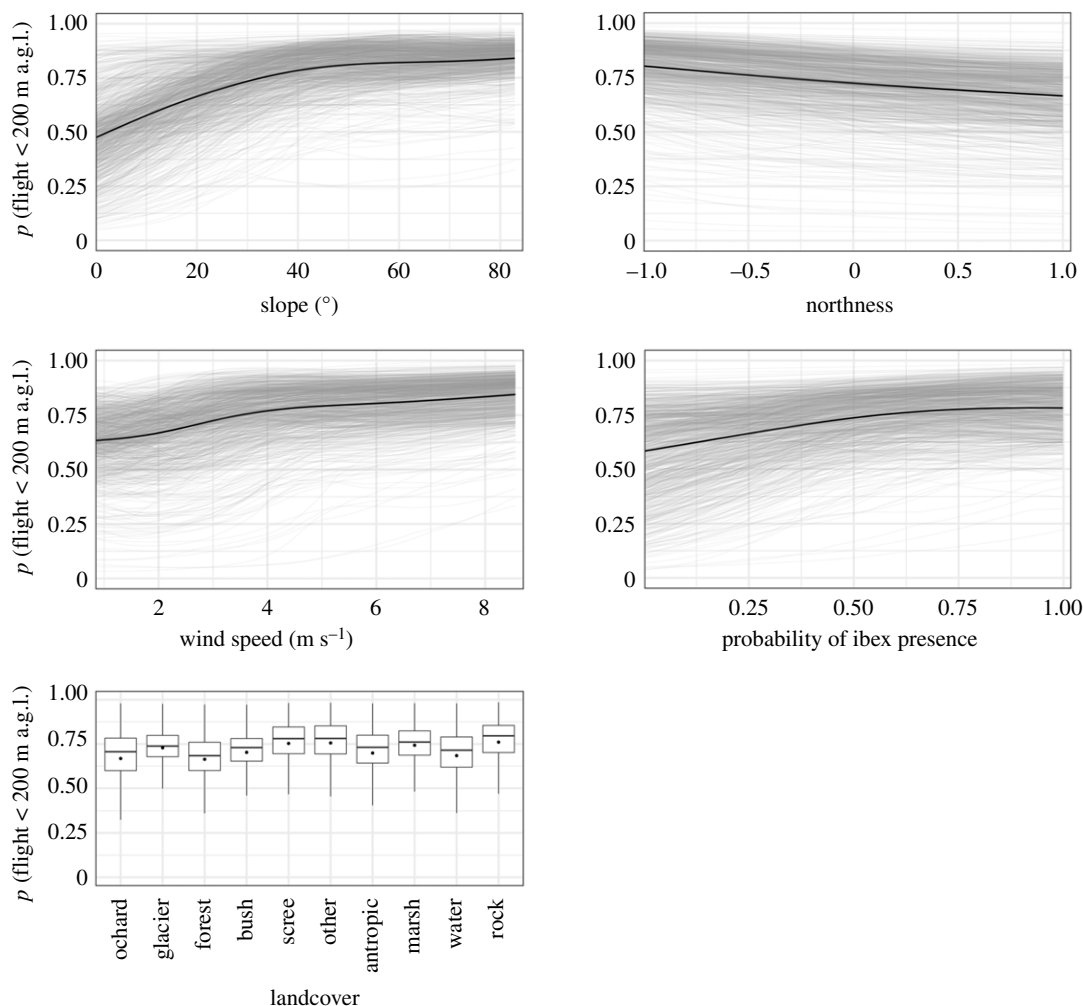 p (flight < 200 m a.g.l.)
1.00
0.75
0.50
0.25
0
0 20 40 60 80
slope (°)
p (flight < 200 m a.g.l.)
1.00
0.75
0.50
0.25
0
–1.0 –0.5 0 0.5 1.0
northness
p (flight < 200 m a.g.l.)
1.00
0.75
0.50
0.25
0
2 4 6 8
wind speed (m s–1)
p (flight < 200 m a.g.l.)
1.00
0.75
0.50
0.25
0
0.25 0.50 0.75 1.00
probability of ibex presence
p (flight < 200 m a.g.l.)
1.00
0.75
0.50
0.25
0
ochard
glacier
forest
bush
scree
other
antropic
marsh
water
rock
landcover